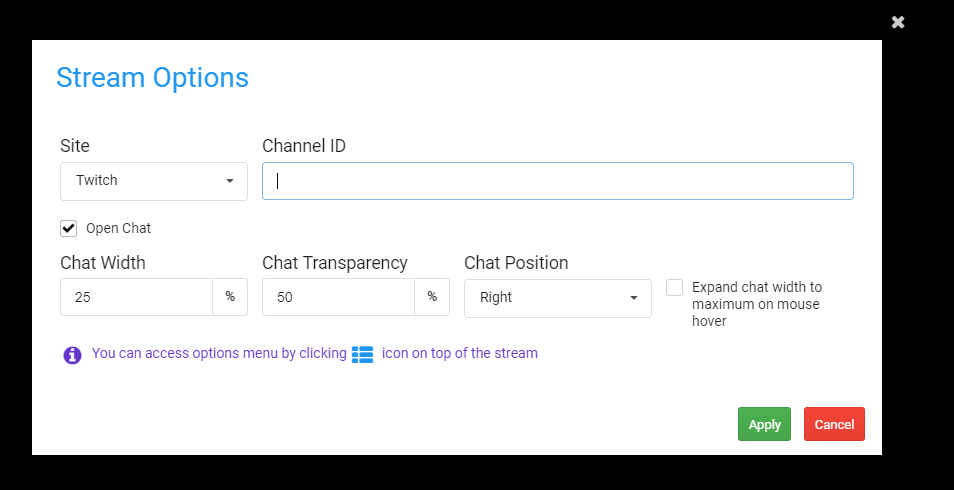 Stream Options
Site
Channel ID
Twitch
Open Chat
Chat Width
Chat Transparency
Chat Position
25 %
50 %
Right
Expand chat width to
maximum on mouse
hover
You can access options menu by clicking icon on top of the stream
Apply
Cancel